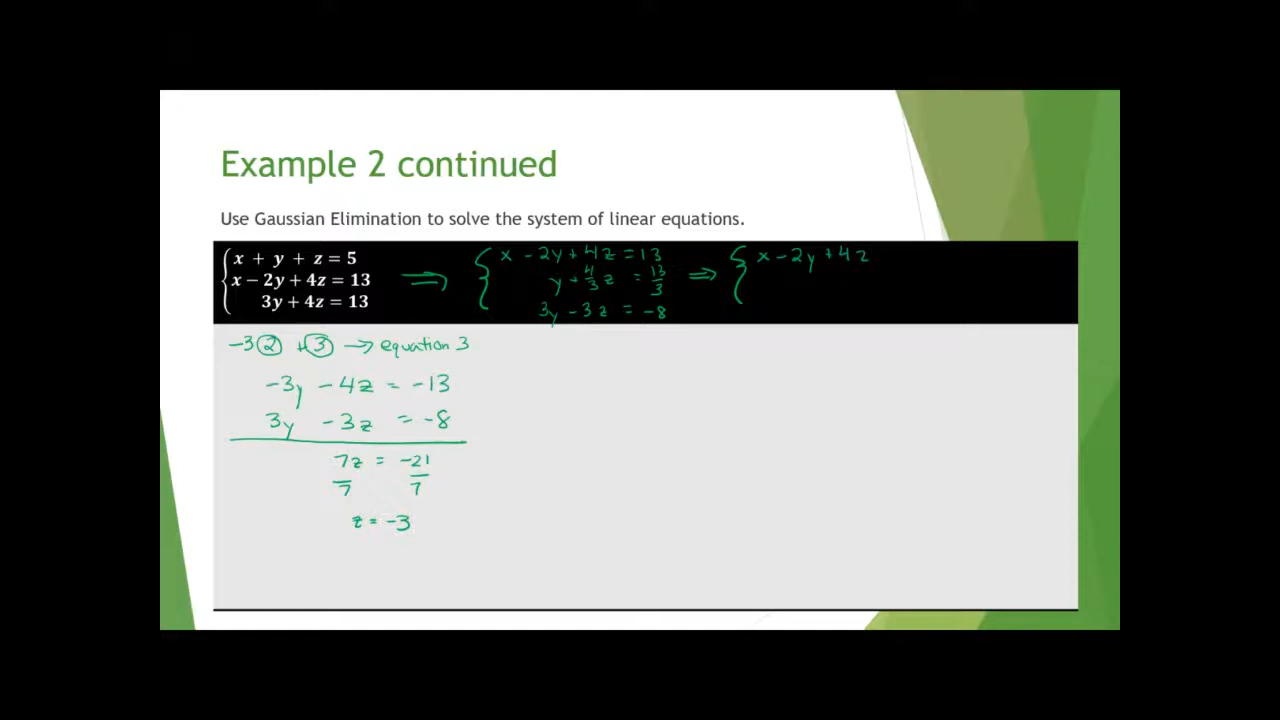 Example 2 continued
Use Gaussian Elimination to solve the system of linear equations.
x + y + z = 5
x − 2y + 4z = 13
3y + 4z = 13
⟹
x - 2y + 4z = 13
y + 4/3 z = 13/3
3y - 3z = -8
⟹
x - 2y + 4z
-3② + ③ → equation 3
-3y - 4z = -13
3y - 3z = -8
7z = -21
7 7
z = -3